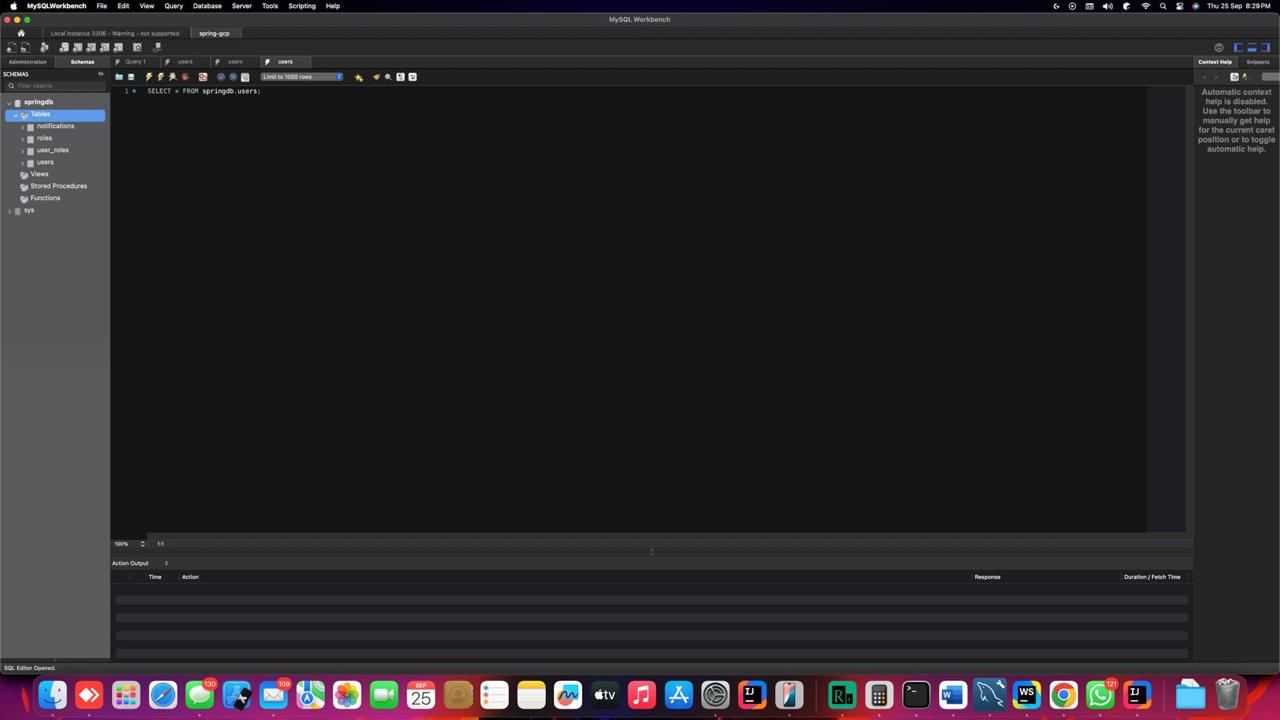 MySQLWorkbench File Edit View Query Database Server Tools Scripting Help Thu 25 Sep 8:29 PM
MySQL Workbench
Local instance 3306 - Warning - not supported spring-gcp
Administration Schemas Query 1 users users users Context Help Snippets
SCHEMAS Limit to 1000 rows
Filter objects
1 SELECT * FROM springdb.users;
springdb
Tables
notifications
roles
user_roles
users
Views
Stored Procedures
Functions
sys
Automatic context
help is disabled.
Use the toolbar to
manually get help
for the current caret
position or to toggle
automatic help.
100% 1:1
Action Output
Time Action Response Duration / Fetch Time
SQL Editor Opened.
130 109 SEP 25 tv IJ R WS 121 IJ